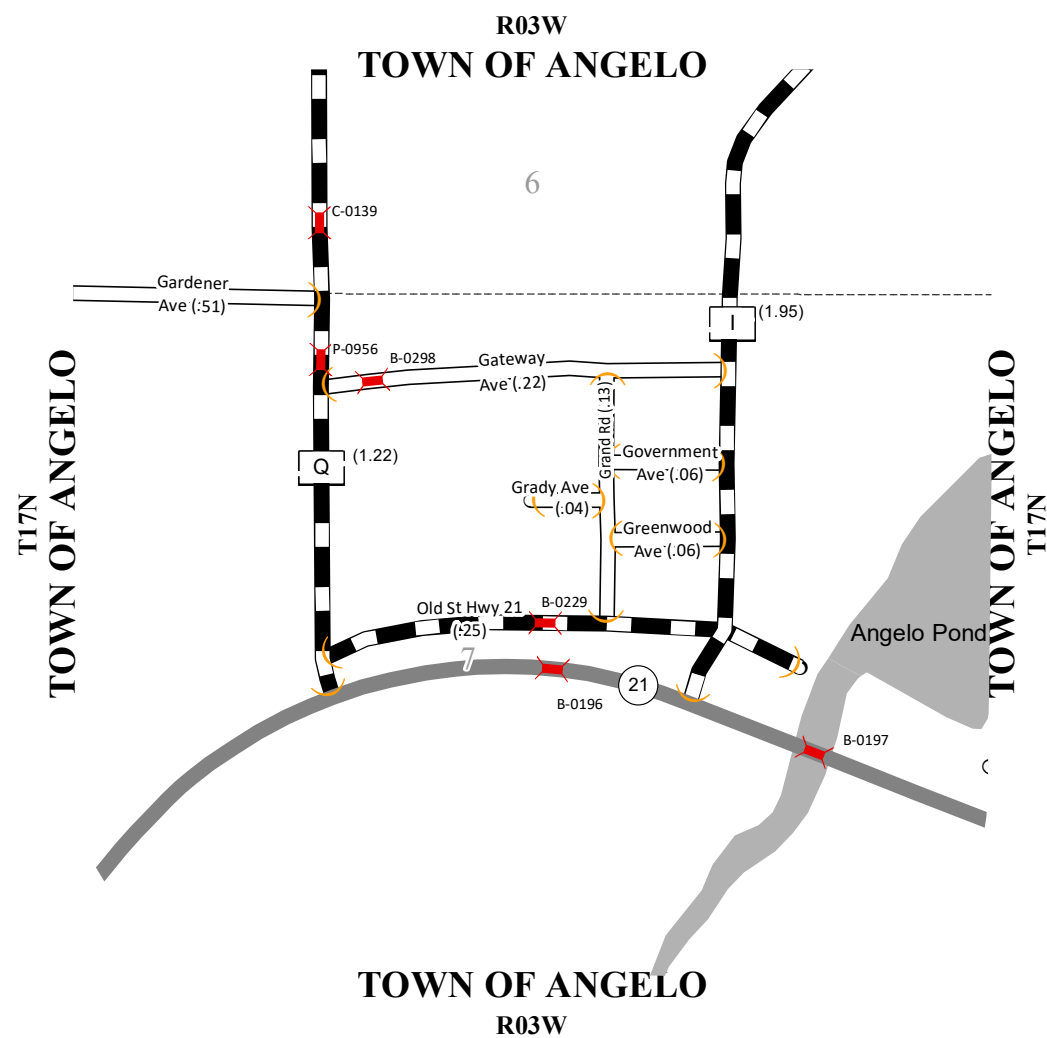 R03W
TOWN OF ANGELO
6
C-0139
Gardener
Ave (.51)
I
(1.95)
P-0956
B-0298
Gateway
Ave (.22)
Grand Rd (.13)
Q
(1.22)
Government
Ave (.06)
Grady Ave
(.04)
Greenwood
Ave (.06)
T17N
TOWN OF ANGELO
TOWN OF ANGELO
T17N
Old St Hwy 21
(.25)
B-0229
7
Angelo Pond
21
B-0196
B-0197
TOWN OF ANGELO
R03W